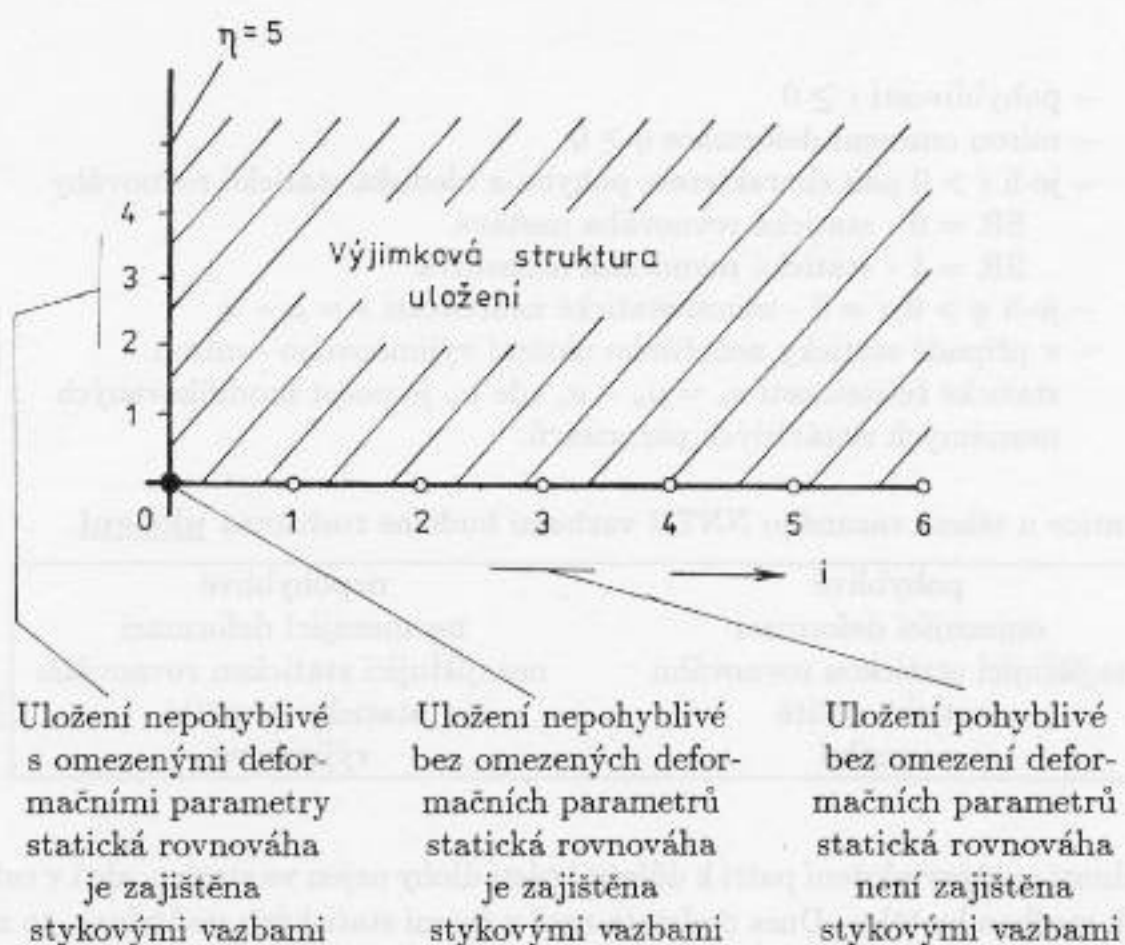 η=5
4
3
2
1
Výjimková struktura
uložení
0 1 2 3 4 5 6
i
Uložení nepohyblivé
s omezenými defor-
mačními parametry
statická rovnováha
je zajištěna
stykovými vazbami
Uložení nepohyblivé
bez omezených defor-
mačních parametrů
statická rovnováha
je zajištěna
stykovými vazbami
Uložení pohyblivé
bez omezení defor-
mačních parametrů
statická rovnováha
není zajištěna
stykovými vazbami